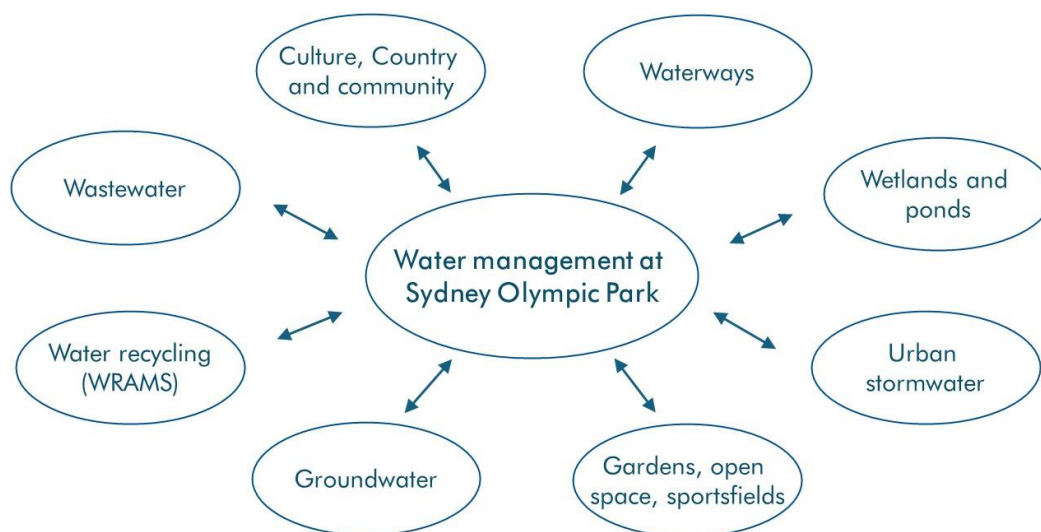 Culture, Country
and community
Waterways
Wastewater
Wetlands and
ponds
Water management at
Sydney Olympic Park
Water recycling
(WRAMS)
Urban
stormwater
Groundwater
Gardens, open
space, sportsfields